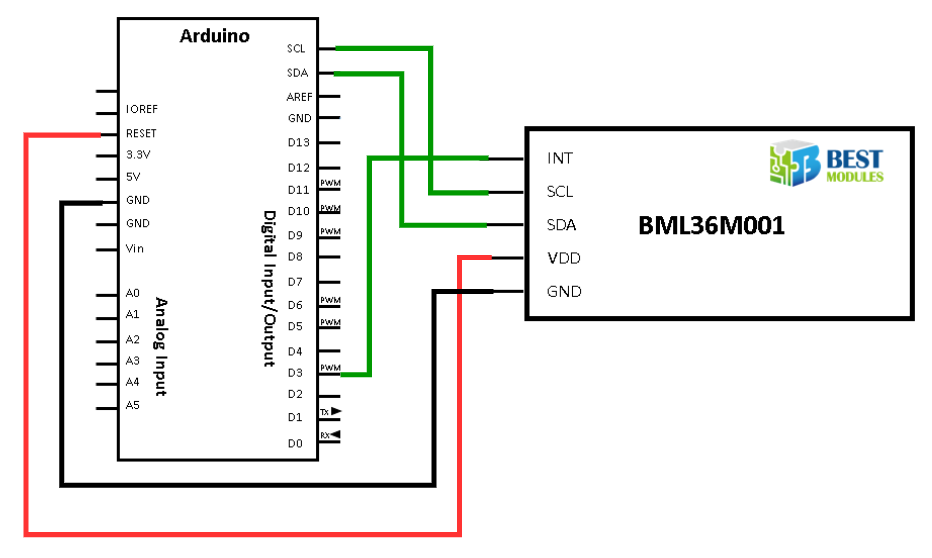 Arduino
IOREF
RESET
3.3V
5V
GND
GND
Vin
A0
A1
A2
A3
A4
A5
Analog Input
SCL
SDA
AREF
GND
D13
D12
D11 PWM
D10 PWM
D9 PWM
D8
D7
D6 PWM
D5 PWM
D4
D3 PWM
D2
D1 Tx
D0 Rx
Digital Input/Output
INT
SCL
SDA
VDD
GND
BEST
MODULES
BML36M001